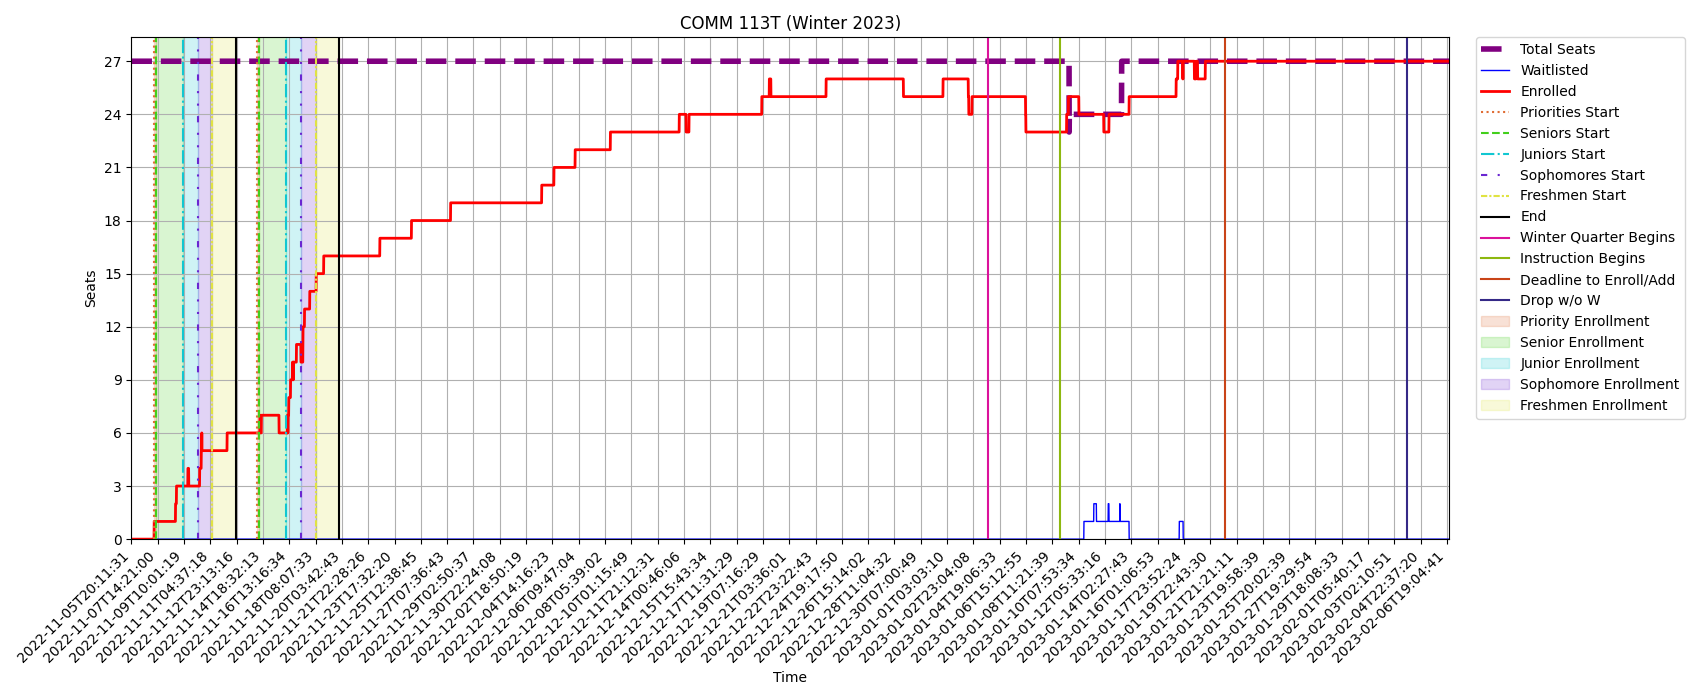 COMM 113T (Winter 2023)
27
24
21
18
15
12
9
6
3
0
Seats
2022-11-05T20:11:31
2022-11-07T14:21:00
2022-11-09T10:01:19
2022-11-11T04:37:18
2022-11-12T23:13:16
2022-11-14T18:32:13
2022-11-16T13:16:34
2022-11-18T08:07:33
2022-11-20T03:42:43
2022-11-21T22:28:26
2022-11-23T17:32:20
2022-11-25T12:38:45
2022-11-27T07:36:43
2022-11-29T02:50:37
2022-11-30T22:24:08
2022-12-02T18:50:19
2022-12-04T14:16:23
2022-12-06T09:47:04
2022-12-08T05:39:02
2022-12-10T01:15:49
2022-12-11T21:12:31
2022-12-14T00:46:06
2022-12-15T15:43:34
2022-12-17T11:31:29
2022-12-19T07:16:29
2022-12-21T03:36:01
2022-12-22T23:22:43
2022-12-24T19:17:50
2022-12-26T15:14:02
2022-12-28T11:04:32
2022-12-30T07:00:49
2023-01-01T03:03:10
2023-01-02T23:04:08
2023-01-04T19:06:33
2023-01-06T15:12:55
2023-01-08T11:21:39
2023-01-10T07:53:34
2023-01-12T05:33:16
2023-01-14T02:27:43
2023-01-16T01:06:53
2023-01-17T23:52:24
2023-01-19T22:43:30
2023-01-21T21:21:11
2023-01-23T19:58:39
2023-01-25T20:02:39
2023-01-27T19:29:54
2023-01-29T18:08:33
2023-02-01T05:40:17
2023-02-03T02:10:51
2023-02-04T22:37:20
2023-02-06T19:04:41
Time
Total Seats
Waitlisted
Enrolled
Priorities Start
Seniors Start
Juniors Start
Sophomores Start
Freshmen Start
End
Winter Quarter Begins
Instruction Begins
Deadline to Enroll/Add
Drop w/o W
Priority Enrollment
Senior Enrollment
Junior Enrollment
Sophomore Enrollment
Freshmen Enrollment